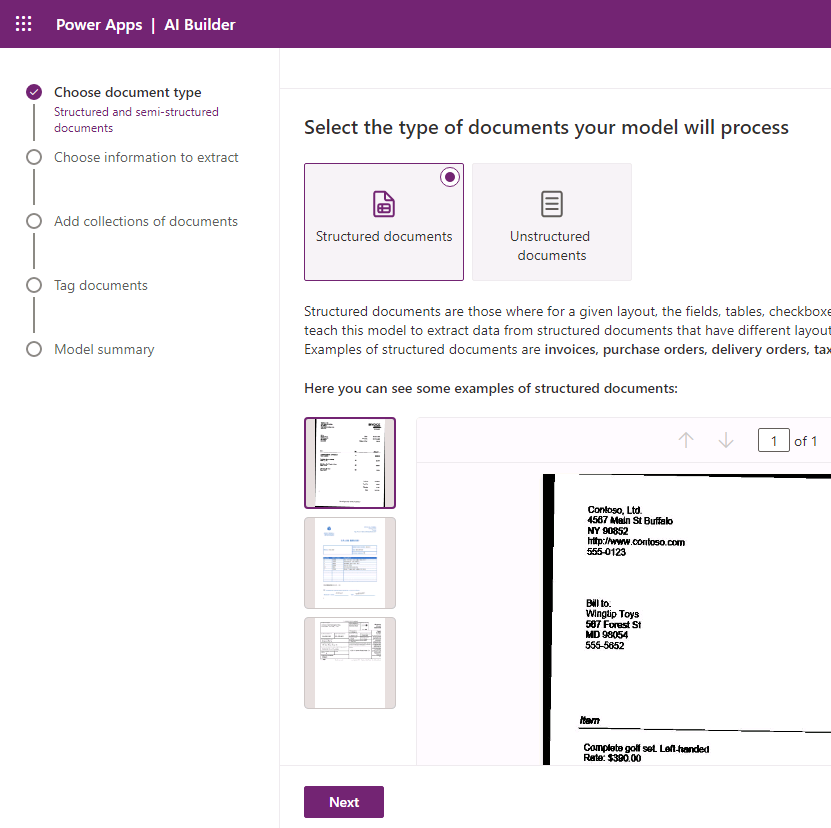 Power Apps | AI Builder
Choose document type
Structured and semi-structured
documents
Choose information to extract
Add collections of documents
Tag documents
Model summary
Select the type of documents your model will process
Structured documents
Unstructured
documents
Structured documents are those where for a given layout, the fields, tables, checkboxe
teach this model to extract data from structured documents that have different layout
Examples of structured documents are invoices, purchase orders, delivery orders, tax
Here you can see some examples of structured documents:
1 of 1
Contoso, Ltd.
4567 Main St Buffalo
NY 90852
http://www.contoso.com
555-0123
Bill to:
Wingtip Toys
567 Forest St
MD 98054
555-5652
Item
Complete golf set. Left-handed
Rate: $390.00
Next